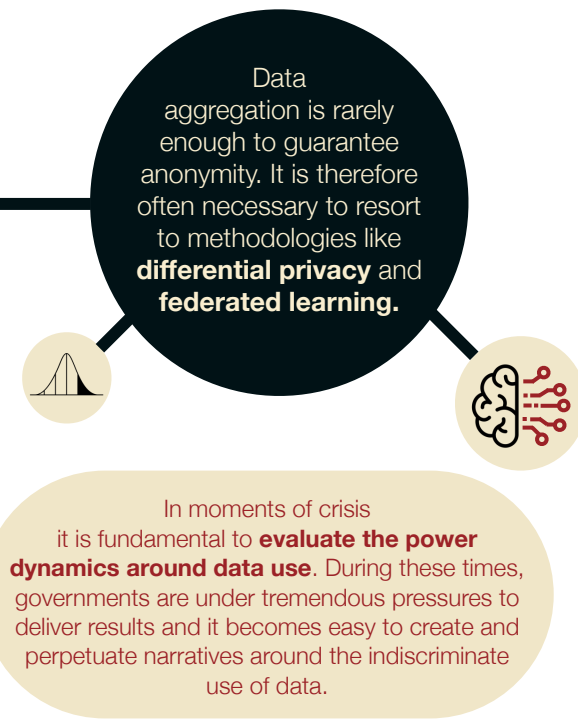 Data
aggregation is rarely
enough to guarantee
anonymity. It is therefore
often necessary to resort
to methodologies like
differential privacy and
federated learning.
In moments of crisis
it is fundamental to evaluate the power
dynamics around data use. During these times,
governments are under tremendous pressures to
deliver results and it becomes easy to create and
perpetuate narratives around the indiscriminate
use of data.